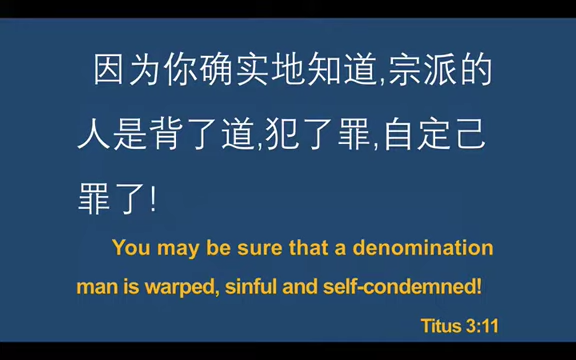 因为你确实地知道,宗派的
人是背了道,犯了罪,自定己
罪了!
You may be sure that a denomination
man is warped, sinful and self-condemned!
Titus 3:11